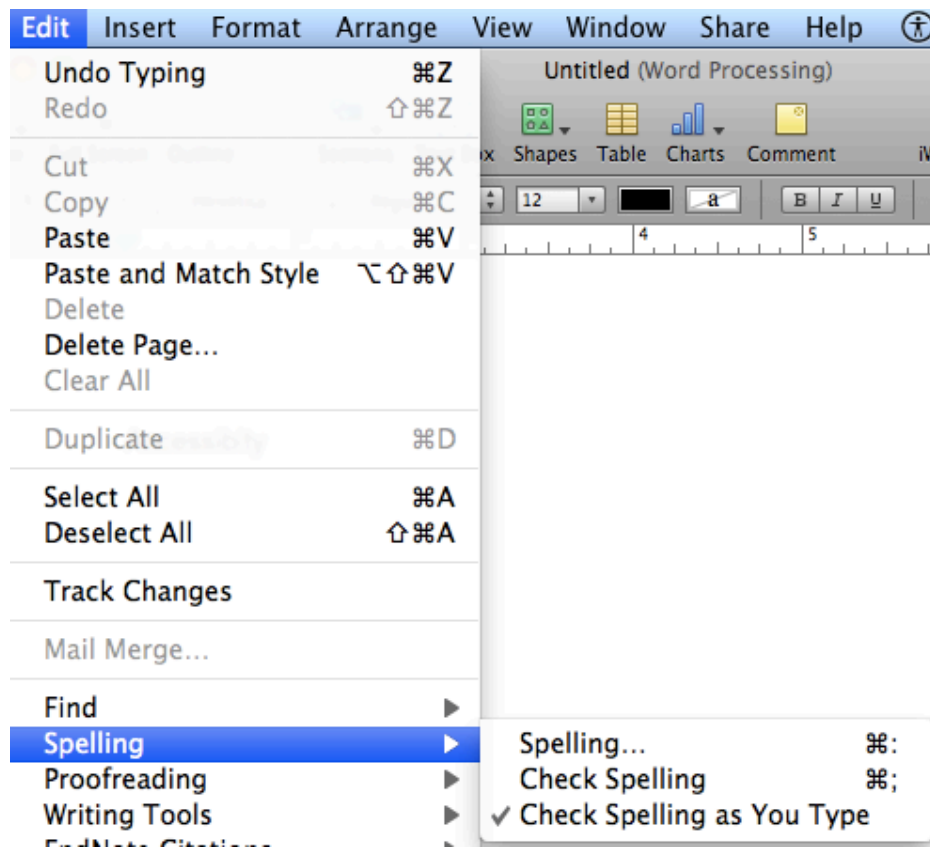 Edit Insert Format Arrange View Window Share Help
Undo Typing ⌘Z
Redo ⇧⌘Z
Cut ⌘X
Copy ⌘C
Paste ⌘V
Paste and Match Style ⌥⇧⌘V
Delete
Delete Page...
Clear All
Duplicate ⌘D
Select All ⌘A
Deselect All ⇧⌘A
Track Changes
Mail Merge...
Find
Spelling
Proofreading
Writing Tools
EndNote Citations
Untitled (Word Processing)
Shapes Table Charts Comment
12 a B I U
4 5
Spelling... ⌘:
Check Spelling ⌘;
✓ Check Spelling as You Type